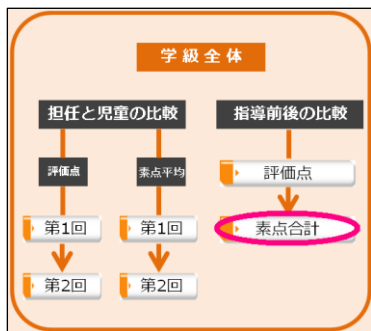 学級全体
担任と児童の比較
指導前後の比較
評価点
素点平均
評価点
第1回
第1回
素点合計
第2回
第2回